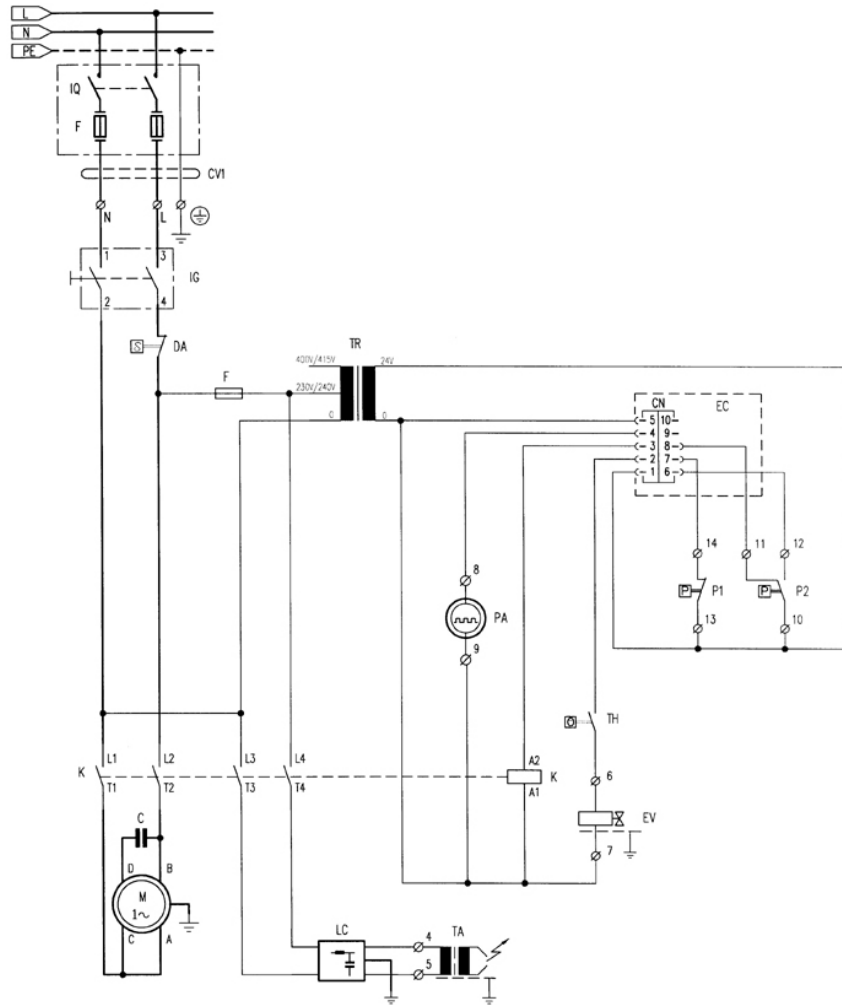 L
N
PE
IQ
F
CV1
N L
1 3
IG
2 4
S DA
TR
400V/415V 24V
F 230V/240V
0 0
CN EC
5 10
4 9
3 8
2 7
1 6
14 11 12
8
P P1 P P2
PA
13 10
9
TH
L1 L2 L3 L4 A2
K K
T1 T2 T3 T4 A1
6
C EV
7
D B
M
1~
C A
LC 4 TA
5